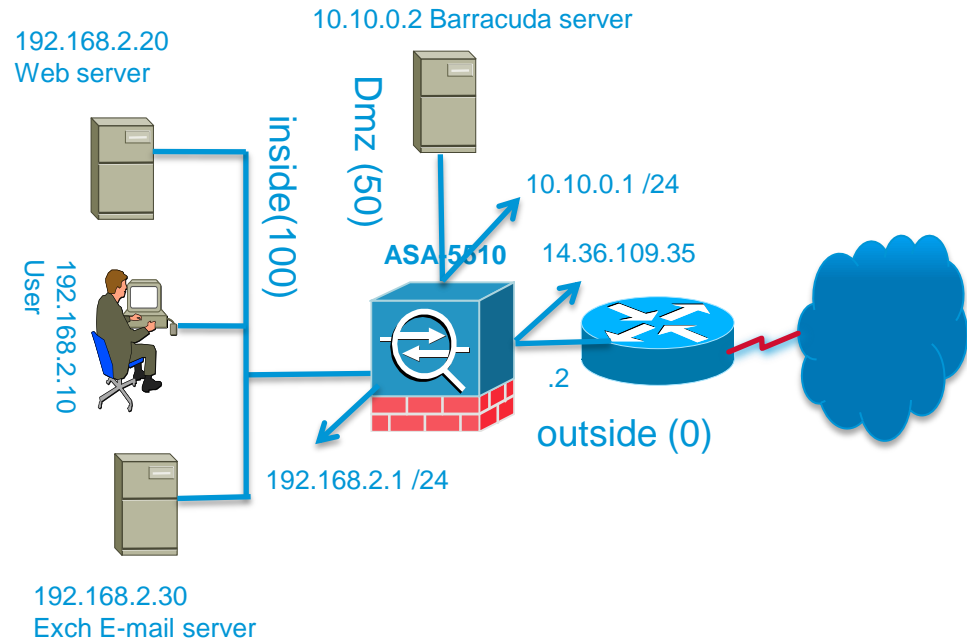 10.10.0.2 Barracuda server
192.168.2.20
Web server
Dmz (50)
inside(100)
10.10.0.1 /24
ASA-5510
14.36.109.35
192.168.2.10
User
.2
outside (0)
192.168.2.1 /24
192.168.2.30
Exch E-mail server